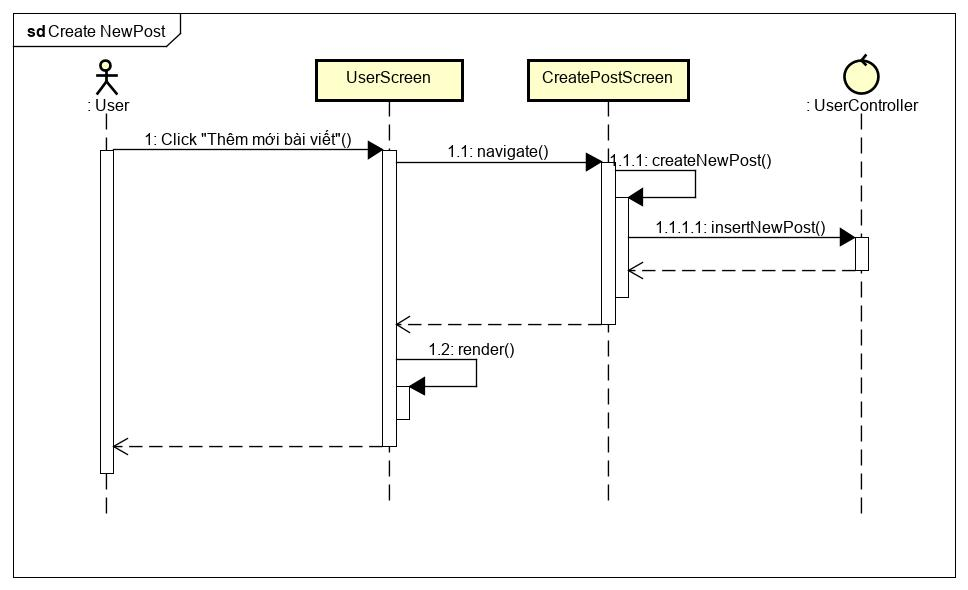 sd Create NewPost
UserScreen
CreatePostScreen
: User
: UserController
1: Click "Thêm mới bài viết"()
1.1: navigate()
1.1.1: createNewPost()
1.1.1.1: insertNewPost()
1.2: render()